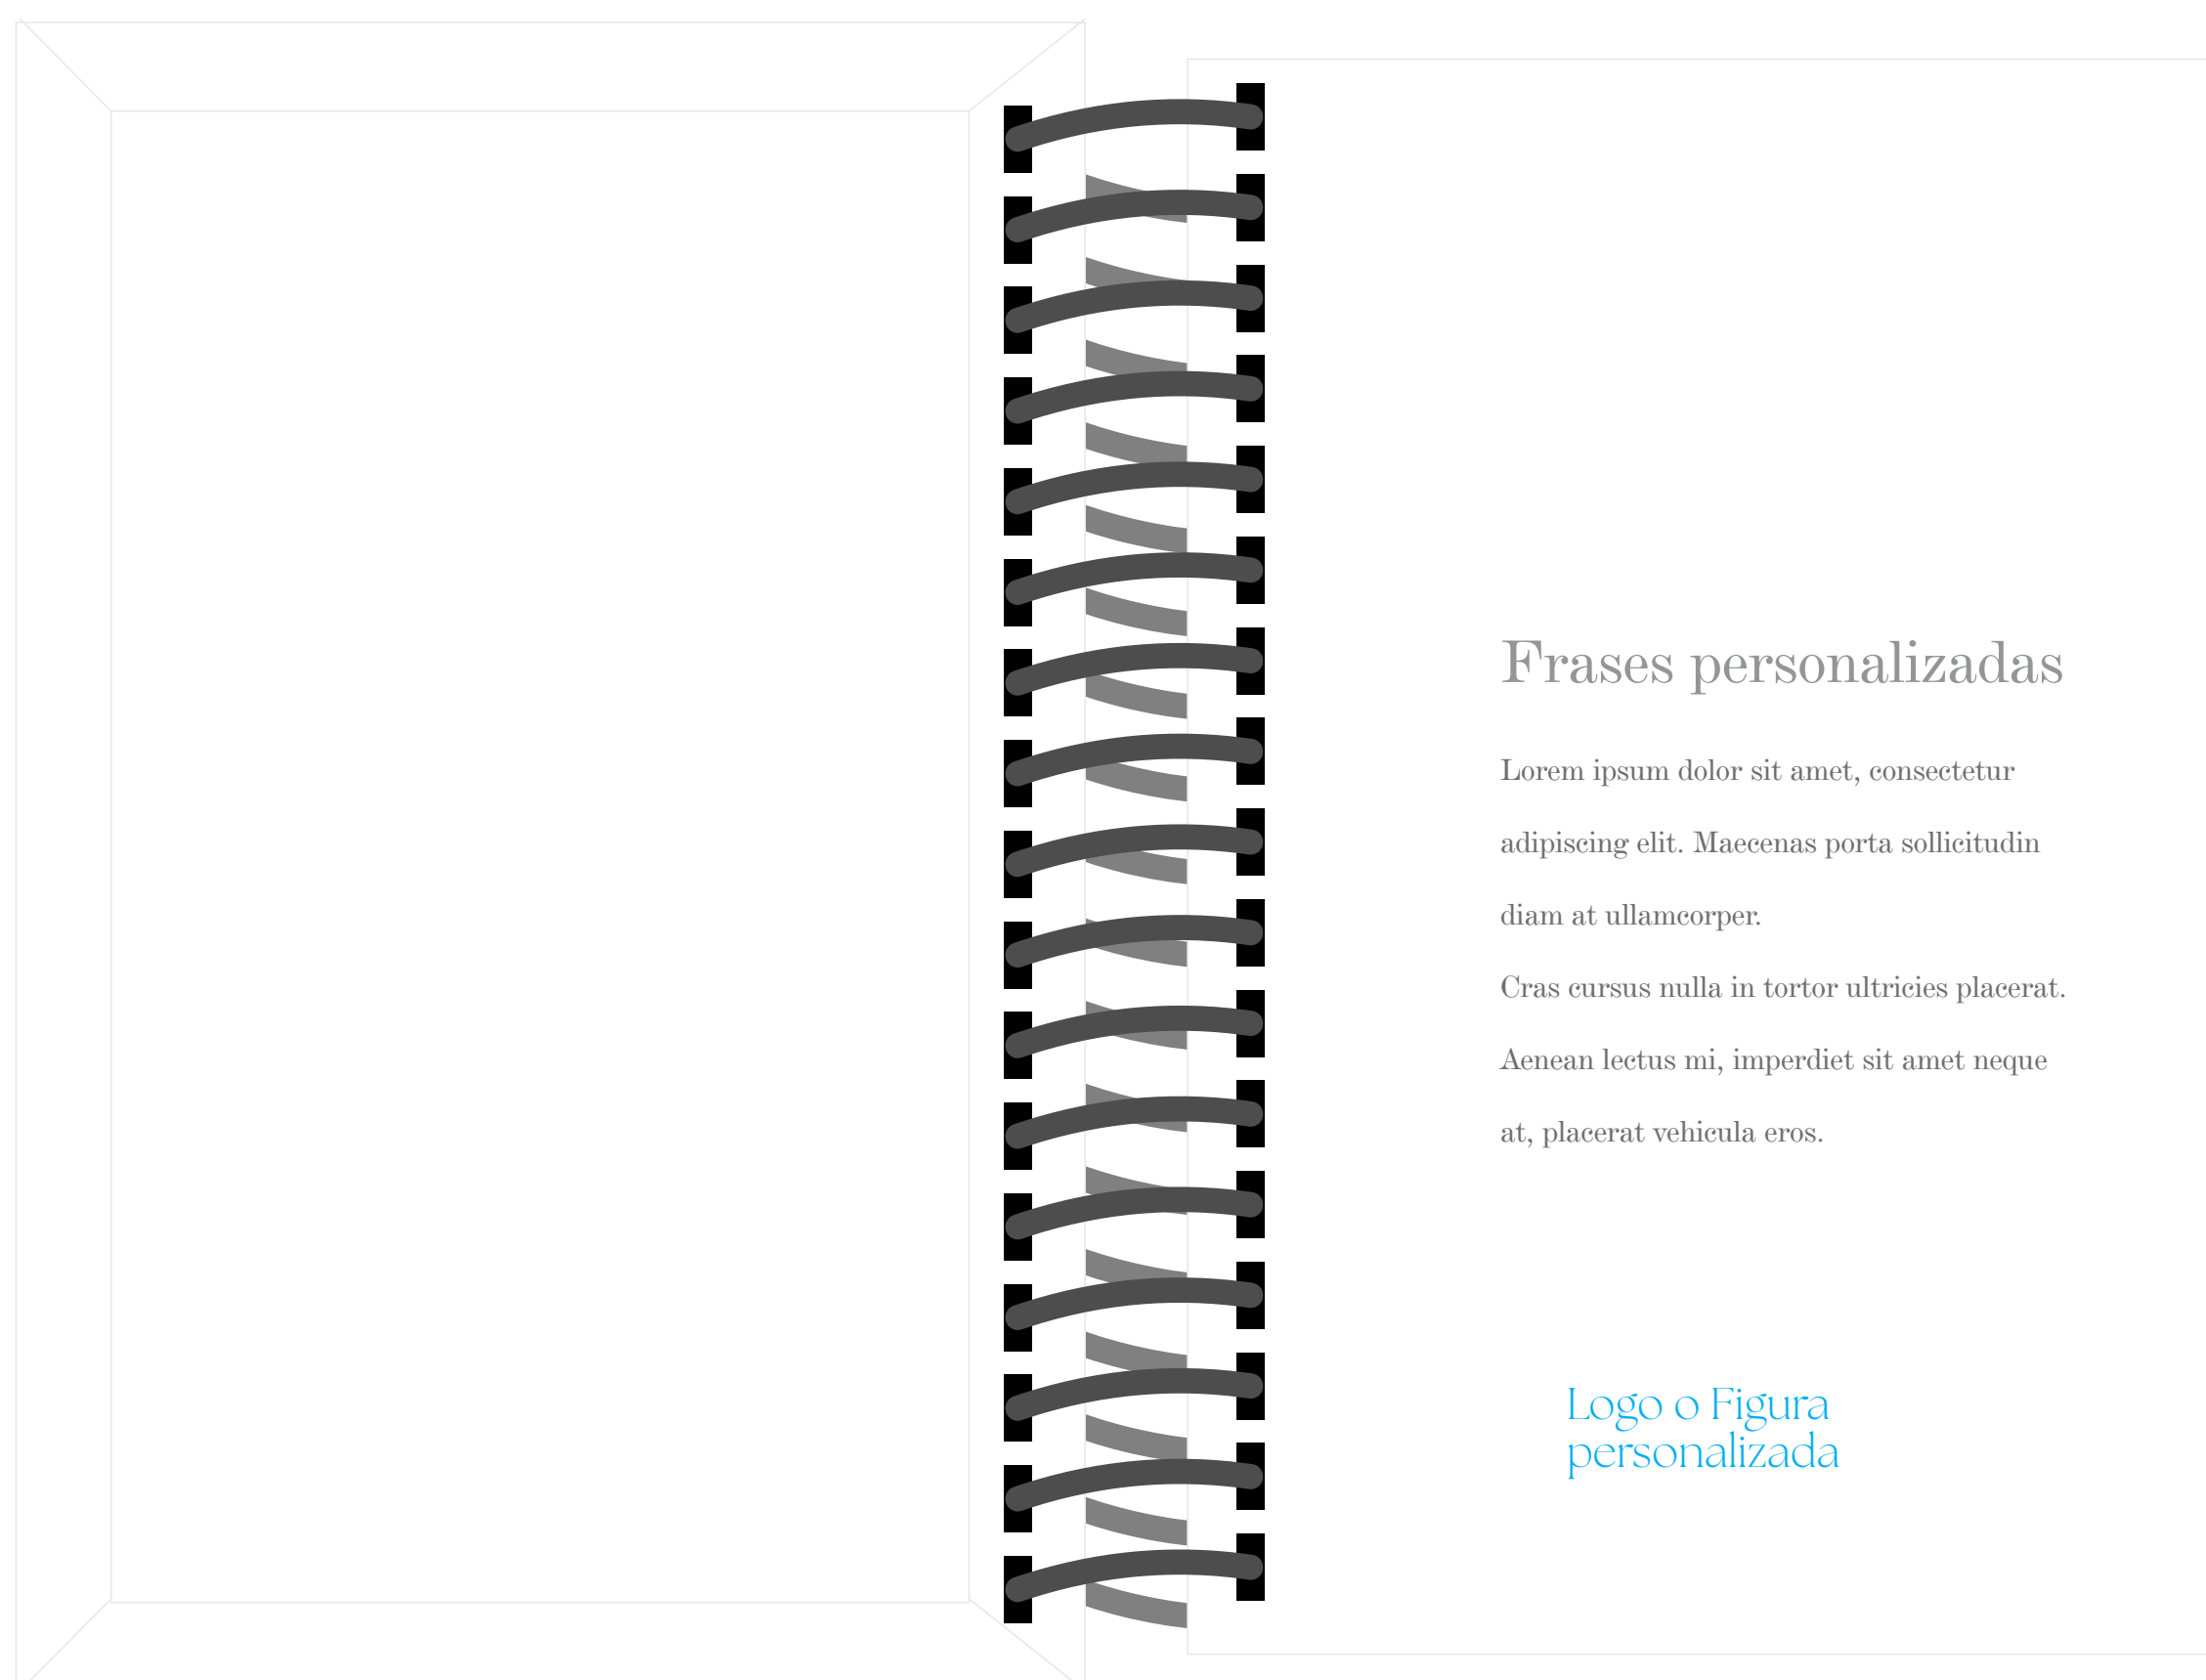 Frases personalizadas
Lorem ipsum dolor sit amet, consectetur
adipiscing elit. Maecenas porta sollicitudin
diam at ullamcorper.
Cras cursus nulla in tortor ultricies placerat.
Aenean lectus mi, imperdiet sit amet neque
at, placerat vehicula eros.
Logo o Figura
personalizada